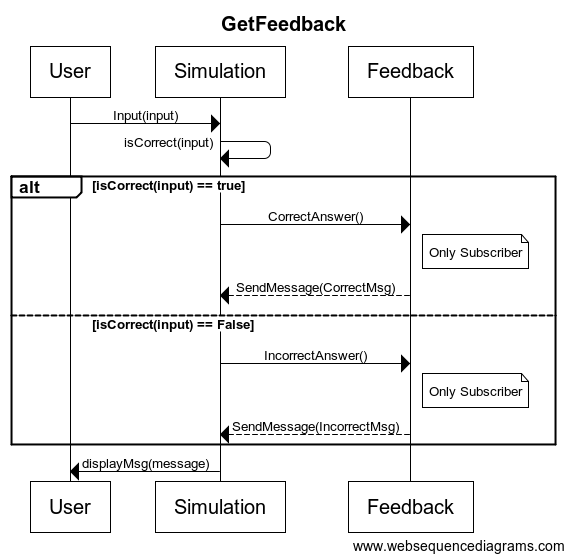 GetFeedback
User
Simulation
Feedback
Input(input)
isCorrect(input)
alt
[isCorrect(input) == true]
CorrectAnswer()
Only Subscriber
SendMessage(CorrectMsg)
[isCorrect(input) == False]
IncorrectAnswer()
Only Subscriber
SendMessage(IncorrectMsg)
displayMsg(message)
User
Simulation
Feedback
www.websequencediagrams.com